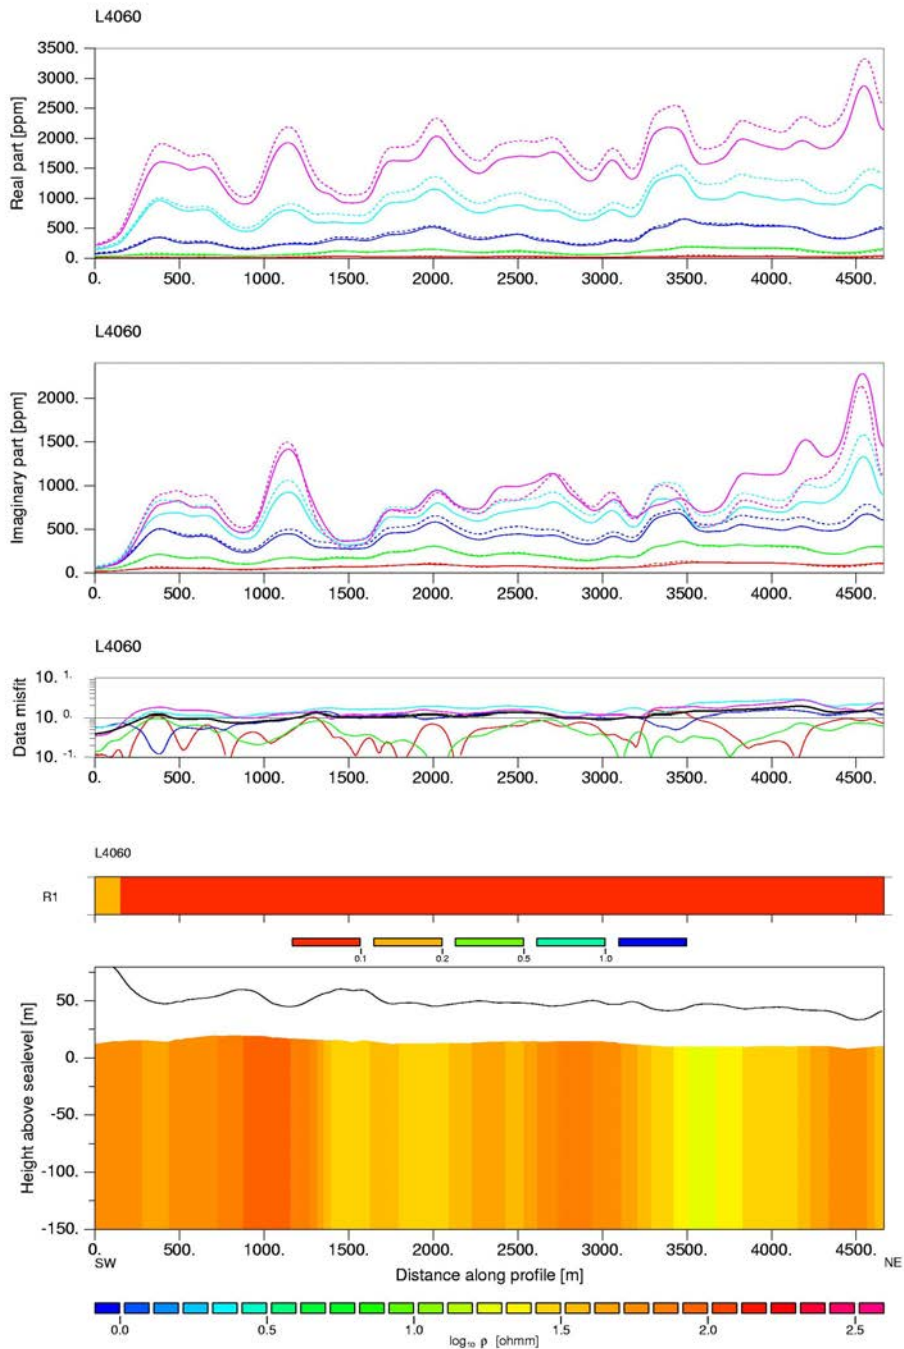 L4060
Real part [ppm]
3500.
3000.
2500.
2000.
1500.
1000.
500.
0.
0. 500. 1000. 1500. 2000. 2500. 3000. 3500. 4000. 4500.
L4060
Imaginary part [ppm]
2000.
1500.
1000.
500.
0.
0. 500. 1000. 1500. 2000. 2500. 3000. 3500. 4000. 4500.
L4060
Data misfit
10. 1.
10. 0.
10. -1.
0. 500. 1000. 1500. 2000. 2500. 3000. 3500. 4000. 4500.
L4060
R1
0.1 0.2 0.5 1.0
Height above sealevel [m]
50.
0.
-50.
-100.
-150.
0. 500. 1000. 1500. 2000. 2500. 3000. 3500. 4000. 4500.
SW NE
Distance along profile [m]
0.0 0.5 1.0 1.5 2.0 2.5
log₁₀ ρ [ohmm]